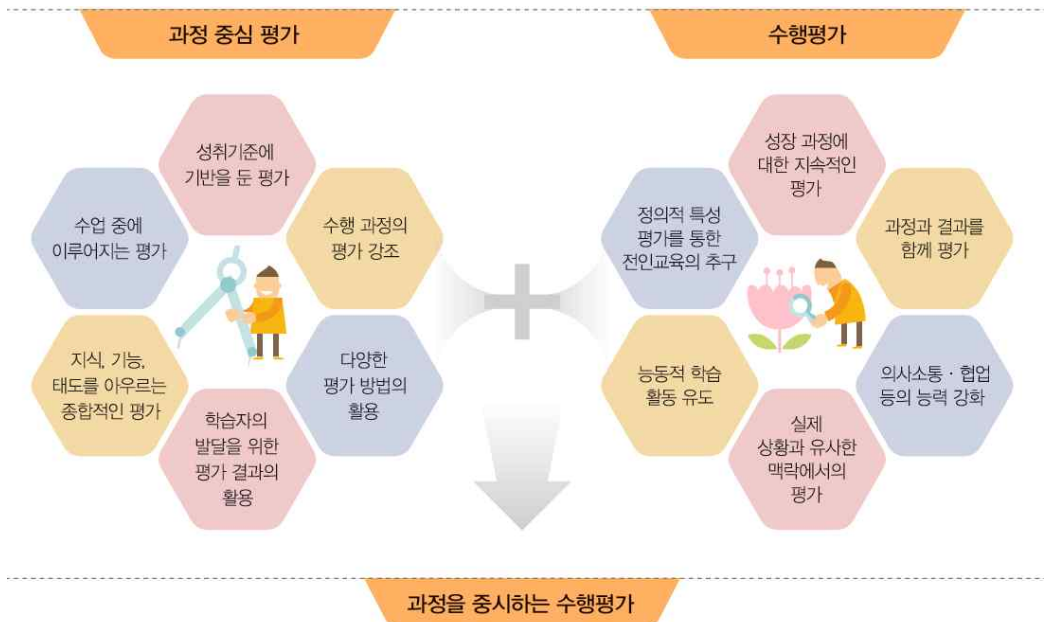 과정 중심 평가
성취기준에
기반을 둔 평가
수업 중에
이루어지는 평가
수행 과정의
평가 강조
지식, 기능,
태도를 아우르는
종합적인 평가
다양한
평가 방법의
활용
학습자의
발달을 위한
평가 결과의
활용
수행평가
성장 과정에
대한 지속적인
평가
정의적 특성
평가를 통한
전인교육의 추구
과정과 결과를
함께 평가
능동적 학습
활동 유도
의사소통 · 협업
등의 능력 강화
실제
상황과 유사한
맥락에서의
평가
과정을 중시하는 수행평가